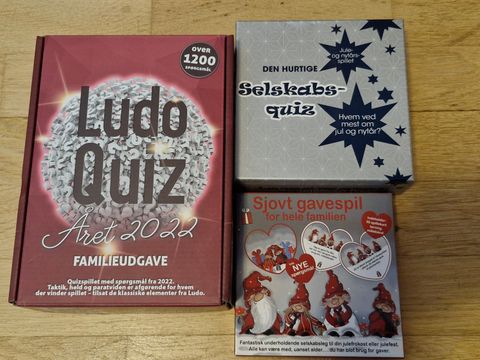 over
1200
spørgsmål
Ludo
Quiz
Året 2022
FAMILIEUDGAVE
Quizspillet med spørgsmål fra 2022.
Taktik, held og paratviden er afgørende for hvem
der vinder spillet – tilsat de klassiske elementer fra Ludo.
Jule-
og nytårs-
spillet
DEN HURTIGE
Selskabs-
quiz
Hvem ved
mest om
jul og nytår?
Sjovt gavespil
for hele familien
NYE
spørgsmål
Fantastisk underholdende selskabsleg til din julefrokost eller julefest.
Alle kan være med, uanset alder... du har blot brug for gaver.